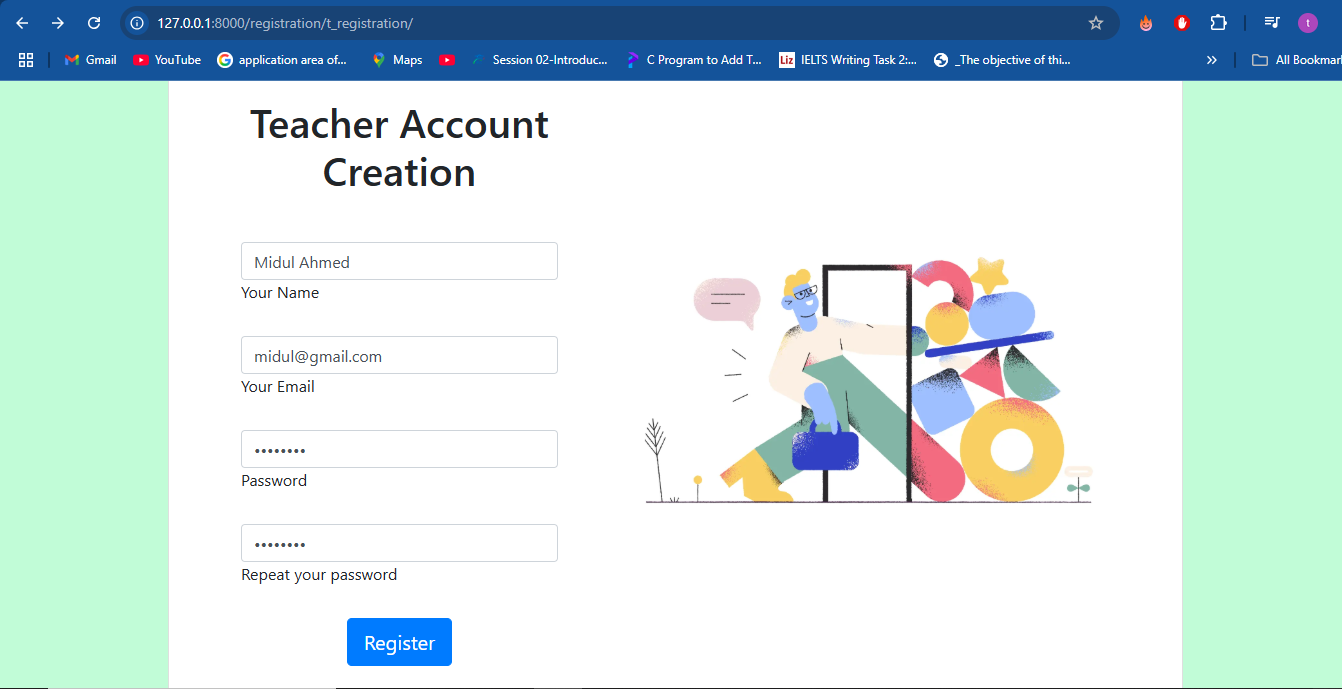 127.0.0.1:8000/registration/t_registration/
t
Gmail
YouTube
application area of...
Maps
Session 02-Introduc...
C Program to Add T...
Liz
IELTS Writing Task 2:...
_The objective of thi...
»
All Bookmar
Teacher Account
Creation
Midul Ahmed
Your Name
midul@gmail.com
Your Email
••••••••
Password
••••••••
Repeat your password
Register